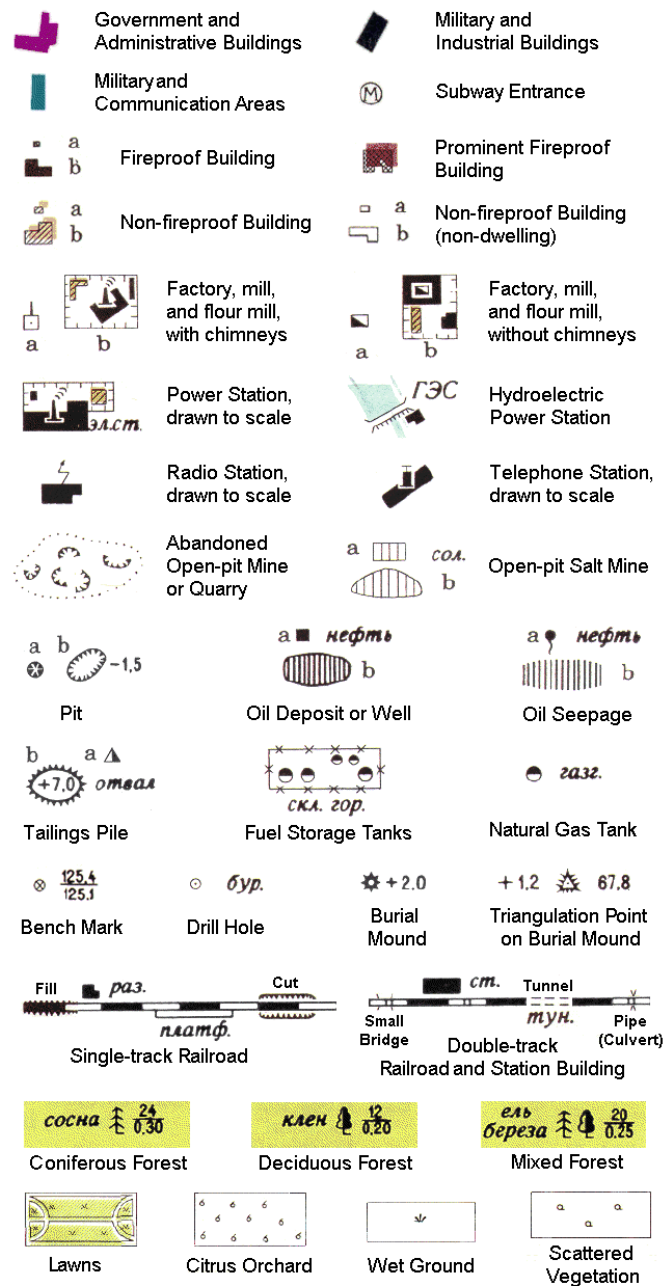 Government and
Administrative Buildings
Military and
Industrial Buildings
Military and
Communication Areas
М
Subway Entrance
a
b
Fireproof Building
Prominent Fireproof
Building
a
b
Non-fireproof Building
a
b
Non-fireproof Building
(non-dwelling)
a
b
Factory, mill,
and flour mill,
with chimneys
a
b
Factory, mill,
and flour mill,
without chimneys
эл.ст.
Power Station,
drawn to scale
ГЭС
Hydroelectric
Power Station
Radio Station,
drawn to scale
Telephone Station,
drawn to scale
Abandoned
Open-pit Mine
or Quarry
a
сол.
b
Open-pit Salt Mine
a b
-1,5
Pit
a нефть
b
Oil Deposit or Well
a нефть
b
Oil Seepage
b a
+7,0 отвал
Tailings Pile
скл. гор.
Fuel Storage Tanks
газг.
Natural Gas Tank
125.4
125.1
Bench Mark
бур.
Drill Hole
+2.0
Burial
Mound
+1.2 67.8
Triangulation Point
on Burial Mound
Fill
раз.
Cut
платф.
Single-track Railroad
ст.
Tunnel
тун.
Small
Bridge
Pipe
(Culvert)
Double-track
Railroad and Station Building
сосна 24
0.30
Coniferous Forest
клен 12
0.20
Deciduous Forest
ель
береза
20
0.25
Mixed Forest
Lawns
Citrus Orchard
Wet Ground
Scattered
Vegetation